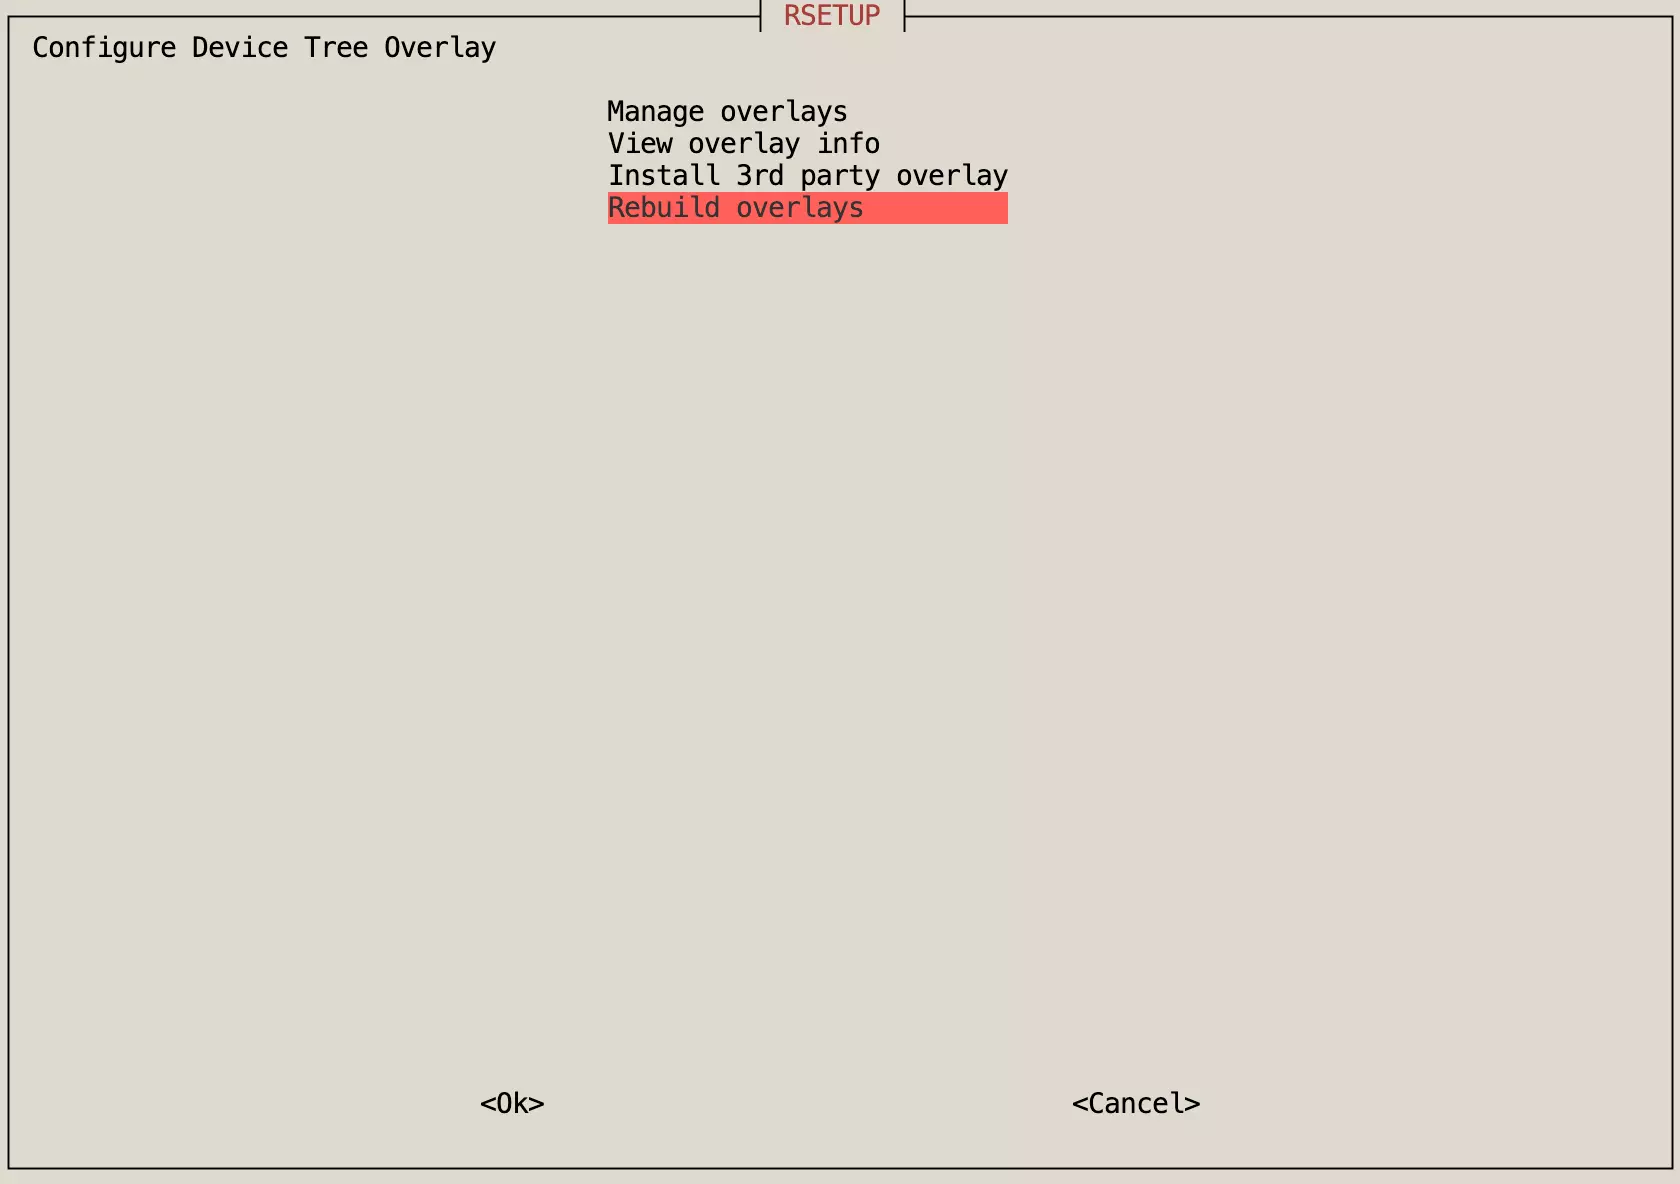 RSETUP
Configure Device Tree Overlay
Manage overlays
View overlay info
Install 3rd party overlay
Rebuild overlays
<Ok> <Cancel>